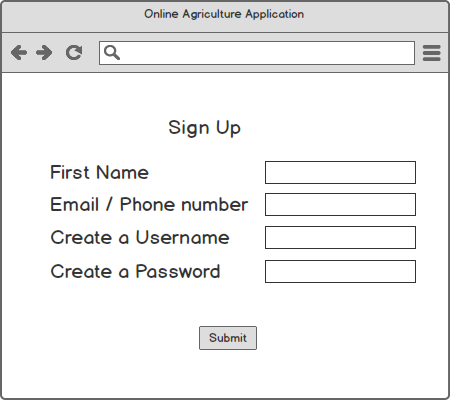 Online Agriculture Application
Sign Up
First Name
Email / Phone number
Create a Username
Create a Password
Submit